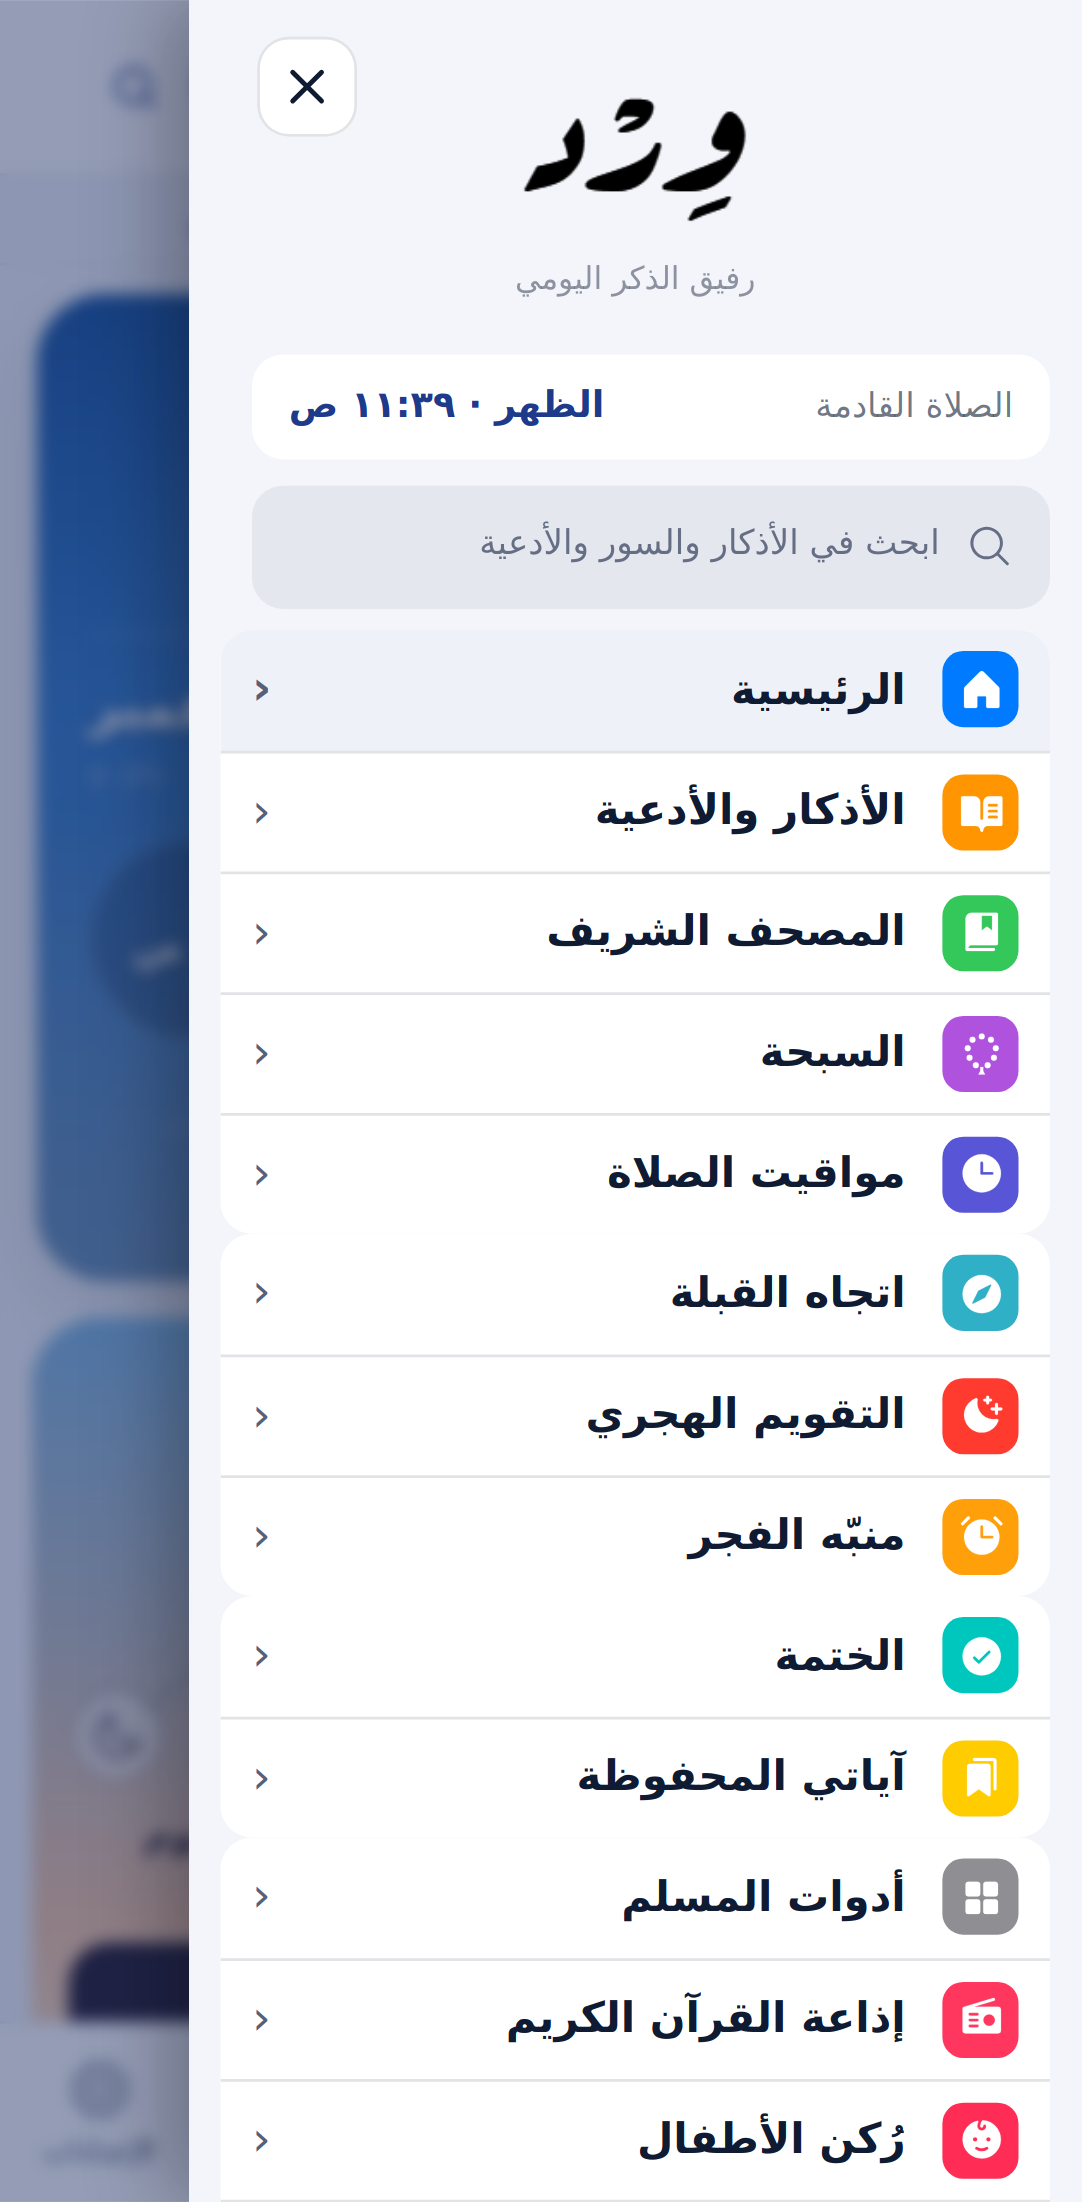 وِرْد
رفيق الذكر اليومي
الصلاة القادمة
الظهر · ١١:٣٩ ص
ابحث في الأذكار والسور والأدعية
الرئيسية
الأذكار والأدعية
المصحف الشريف
السبحة
مواقيت الصلاة
اتجاه القبلة
التقويم الهجري
منبّه الفجر
الختمة
آياتي المحفوظة
أدوات المسلم
إذاعة القرآن الكريم
رُكن الأطفال